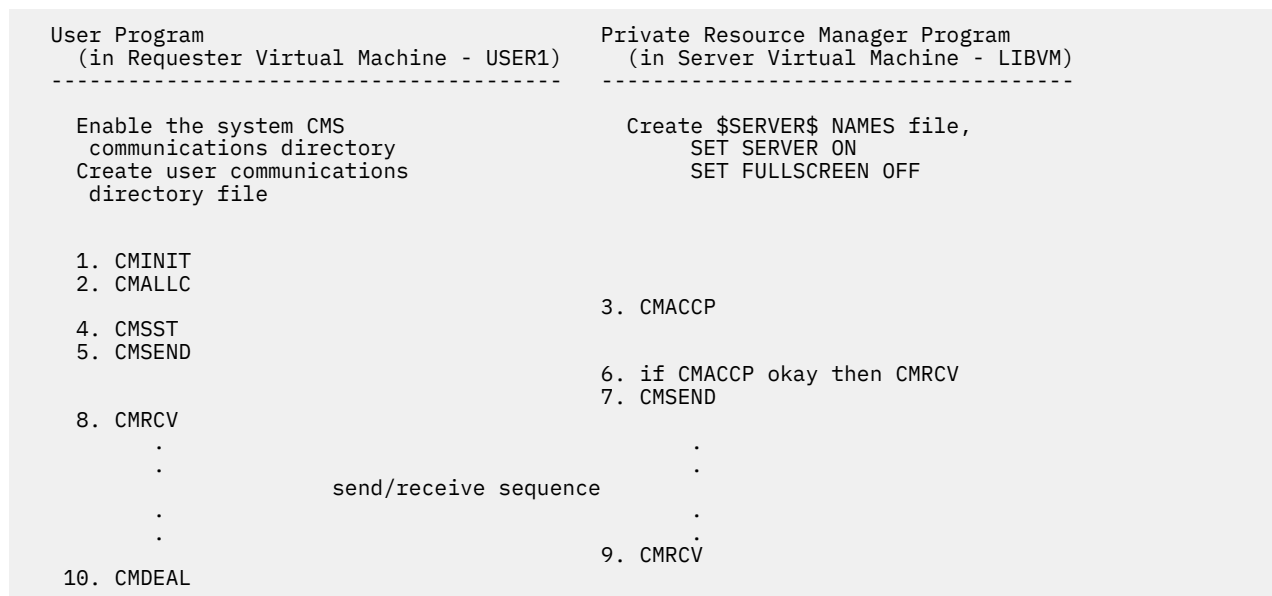 User Program Private Resource Manager Program
(in Requester Virtual Machine - USER1) (in Server Virtual Machine - LIBVM)
---------------------------------------- -------------------------------------
Enable the system CMS Create $SERVER$ NAMES file,
communications directory SET SERVER ON
Create user communications SET FULLSCREEN OFF
directory file
1. CMINIT
2. CMALLC
3. CMACCP
4. CMSST
5. CMSEND
6. if CMACCP okay then CMRCV
7. CMSEND
8. CMRCV
. .
. .
send/receive sequence
. .
. .
9. CMRCV
10. CMDEAL